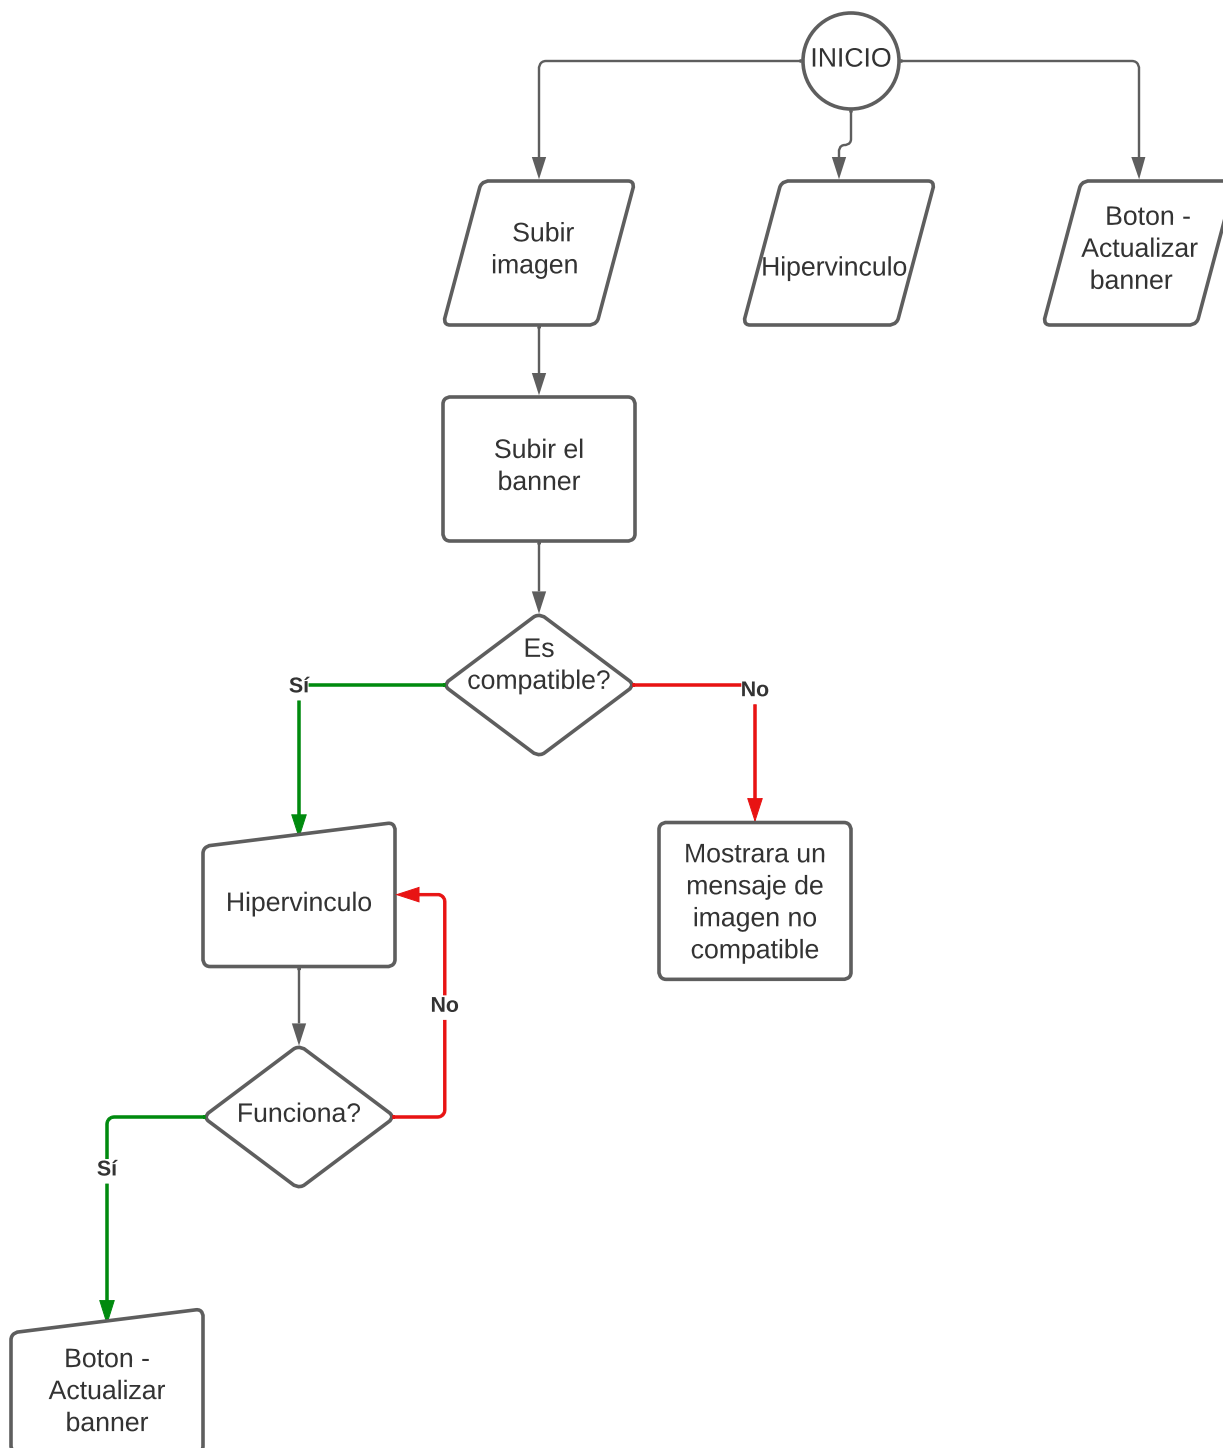 INICIO
Subir
imagen
Hipervinculo
Boton -
Actualizar
banner
Subir el
banner
Es
compatible?
Sí
No
Mostrara un
mensaje de
imagen no
compatible
Hipervinculo
No
Funciona?
Sí
Boton -
Actualizar
banner